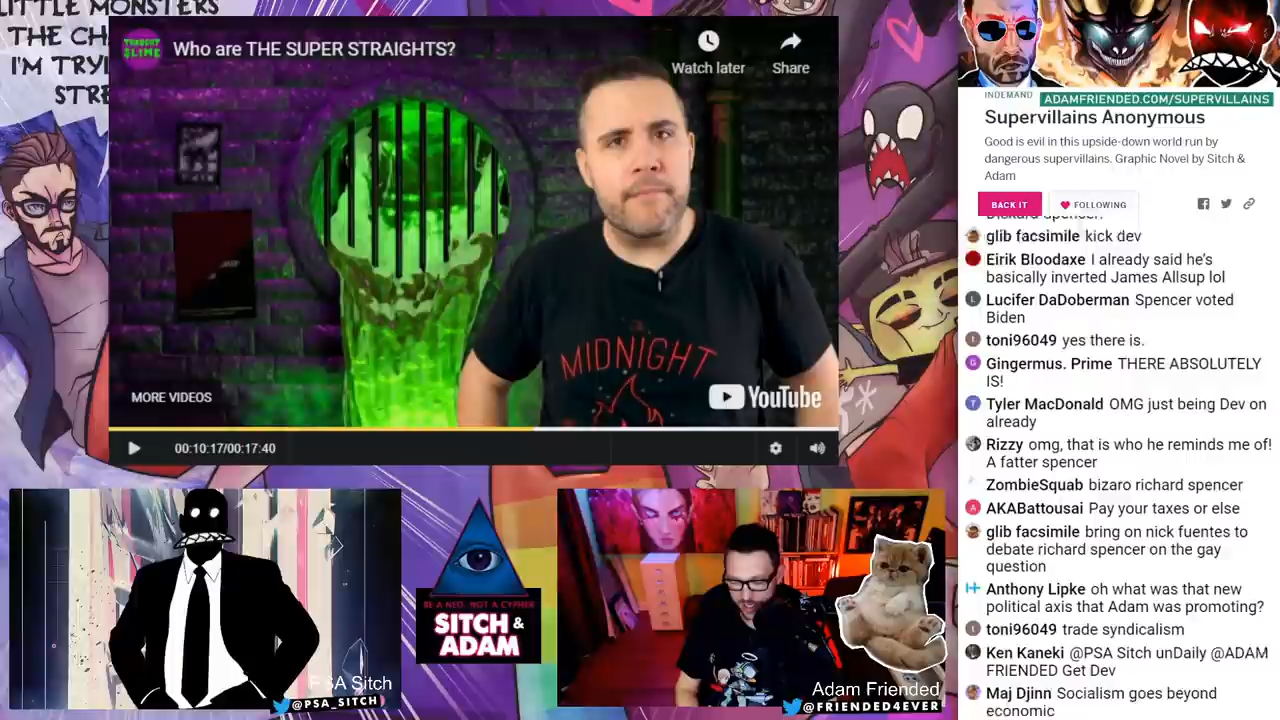 LITTLE MONSTERS
THE CH
I'M TRYI
STRE
THOUGHT
SLIME
Who are THE SUPER STRAIGHTS?
Watch later
Share
MIDNIGHT
MORE VIDEOS
YouTube
00:10:17/00:17:40
PSA Sitch
@PSA_SITCH
BE A NEO, NOT A CYPHER
SITCH &
ADAM
Adam Friended
@FRIENDED4EVER
INDEMAND
ADAMFRIENDED.COM/SUPERVILLAINS
Supervillains Anonymous
Good is evil in this upside-down world run by
dangerous supervillains. Graphic Novel by Sitch &
Adam
BACK IT
FOLLOWING
glib facsimile kick dev
Eirik Bloodaxe I already said he's
basically inverted James Allsup lol
Lucifer DaDoberman Spencer voted
Biden
toni96049 yes there is.
Gingermus. Prime THERE ABSOLUTELY
IS!
Tyler MacDonald OMG just being Dev on
already
Rizzy omg, that is who he reminds me of!
A fatter spencer
ZombieSquab bizaro richard spencer
AKABattousai Pay your taxes or else
glib facsimile bring on nick fuentes to
debate richard spencer on the gay
question
Anthony Lipke oh what was that new
political axis that Adam was promoting?
toni96049 trade syndicalism
Ken Kaneki @PSA Sitch unDaily @ADAM
FRIENDED Get Dev
Maj Djinn Socialism goes beyond
economic